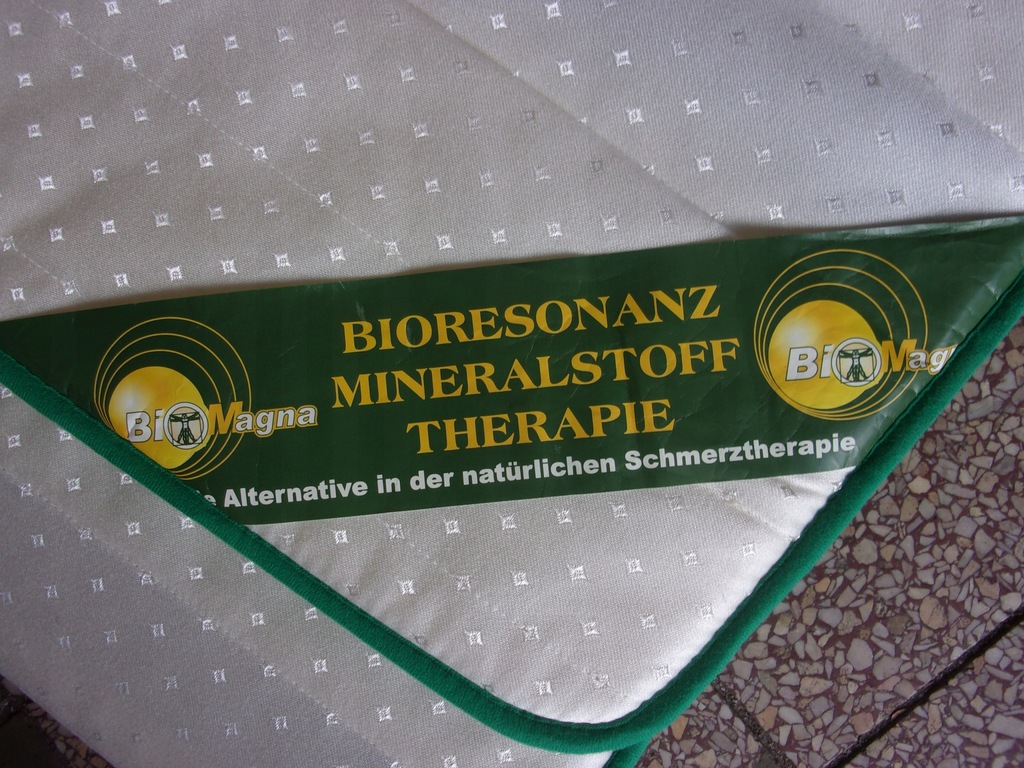 BIORESONANZ
MINERALSTOFF
THERAPIE
Alternative in der natürlichen Schmerztherapie
BiOMagna
BiOMag